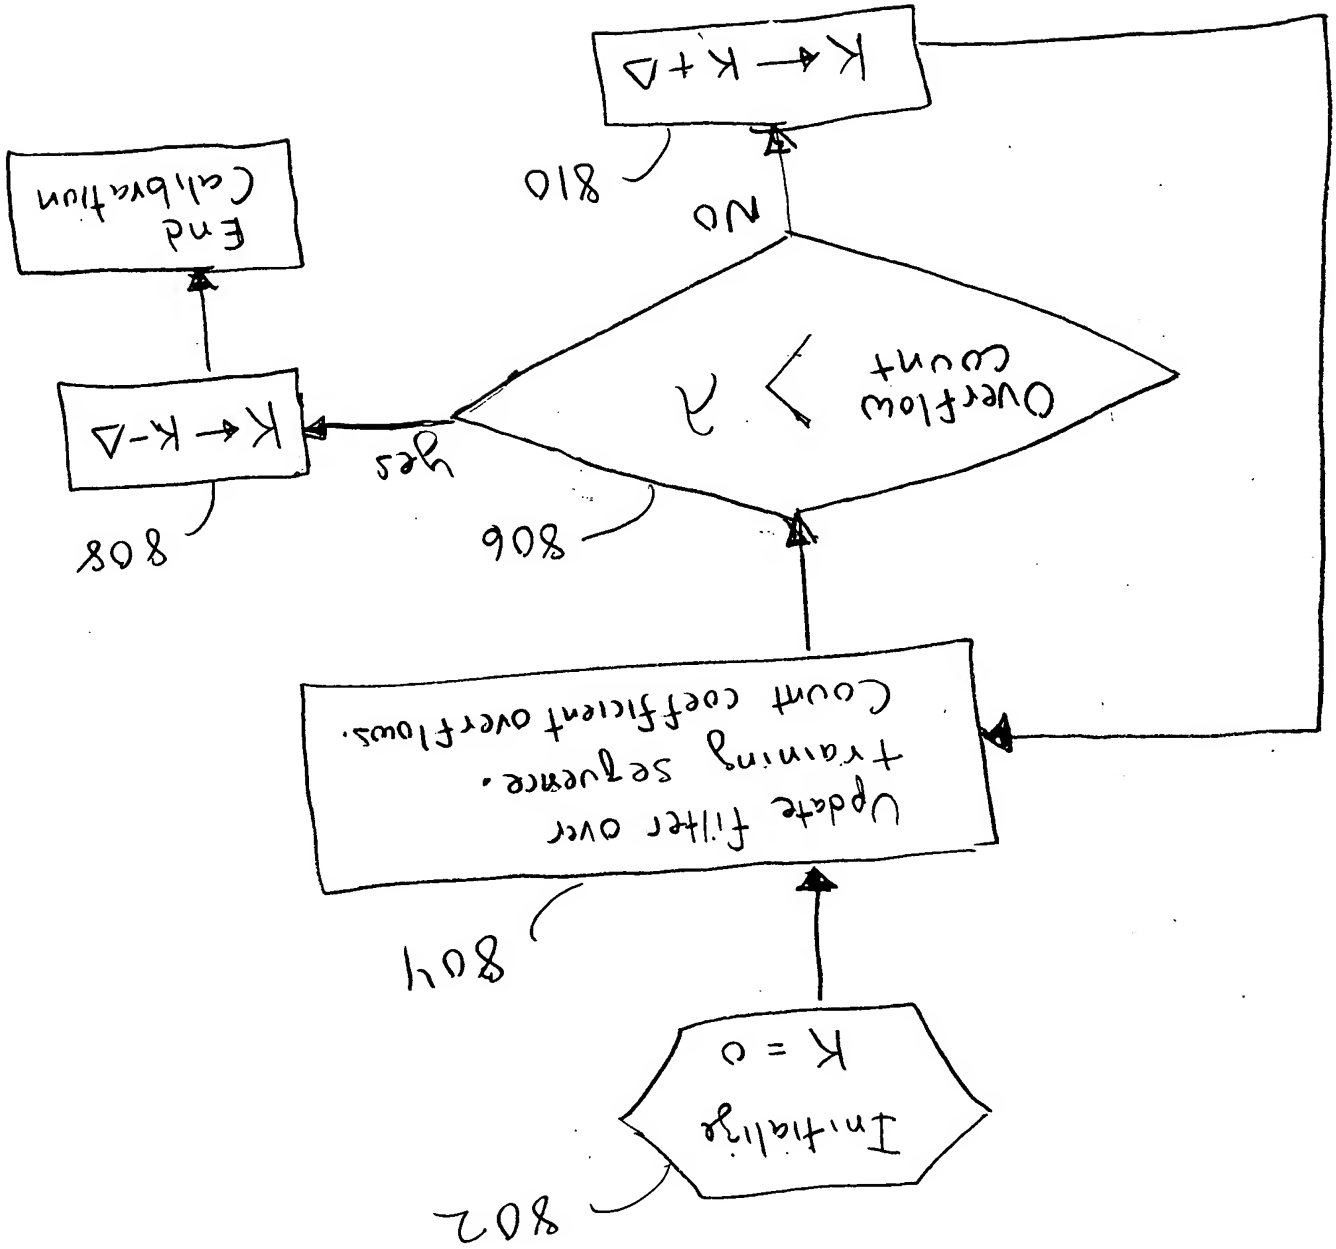 802
Initialize
K = 0
804
Update filter over
training sequence.
Count coefficient overflows.
806
Overflow
count > λ
yes
808
K ← K - Δ
End
Calibration
NO
810
K ← K + Δ